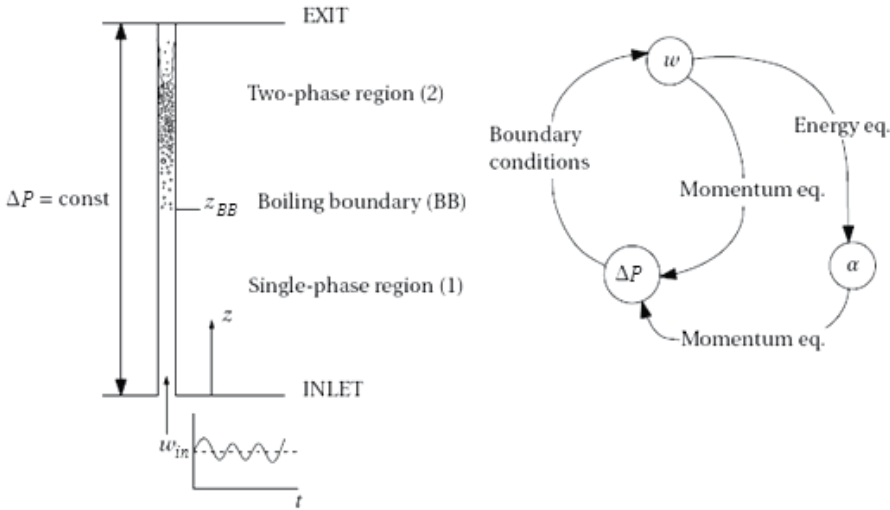 EXIT
Two-phase region (2)
ΔP = const
z_BB
Boiling boundary (BB)
Single-phase region (1)
z
INLET
w_in
t
w
Boundary
conditions
Energy eq.
Momentum eq.
ΔP
α
Momentum eq.